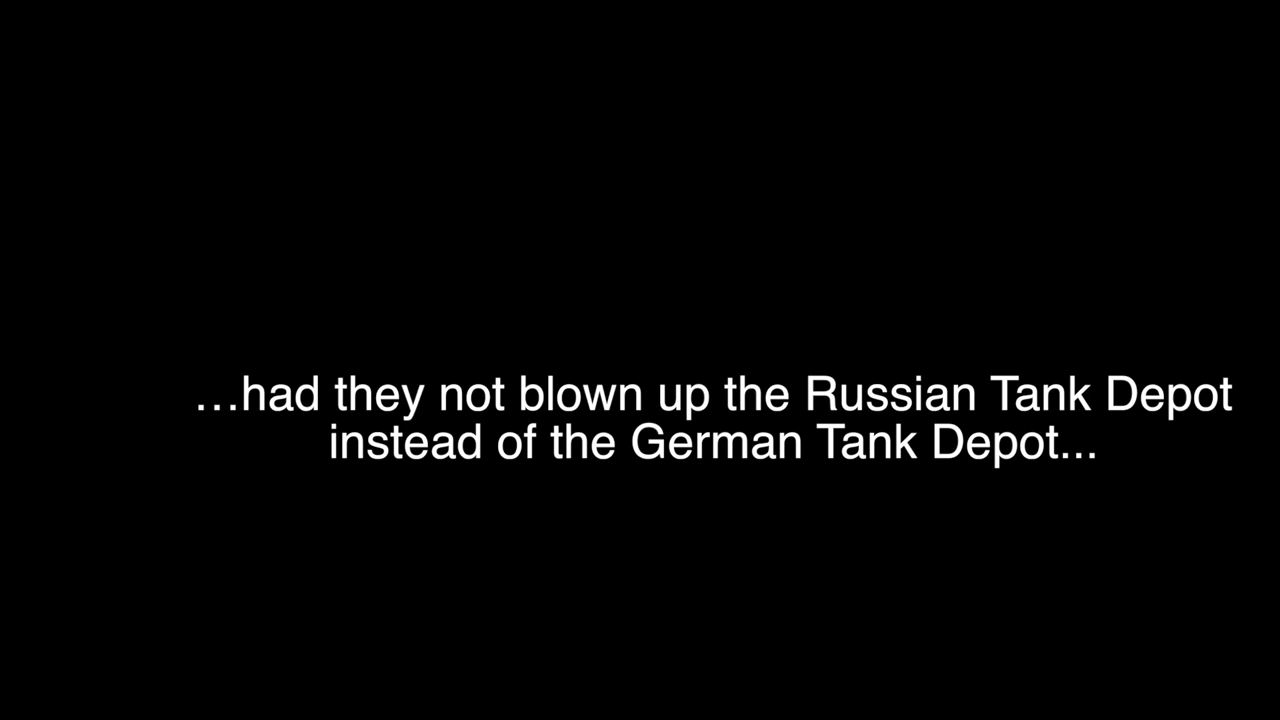 …had they not blown up the Russian Tank Depot
instead of the German Tank Depot...